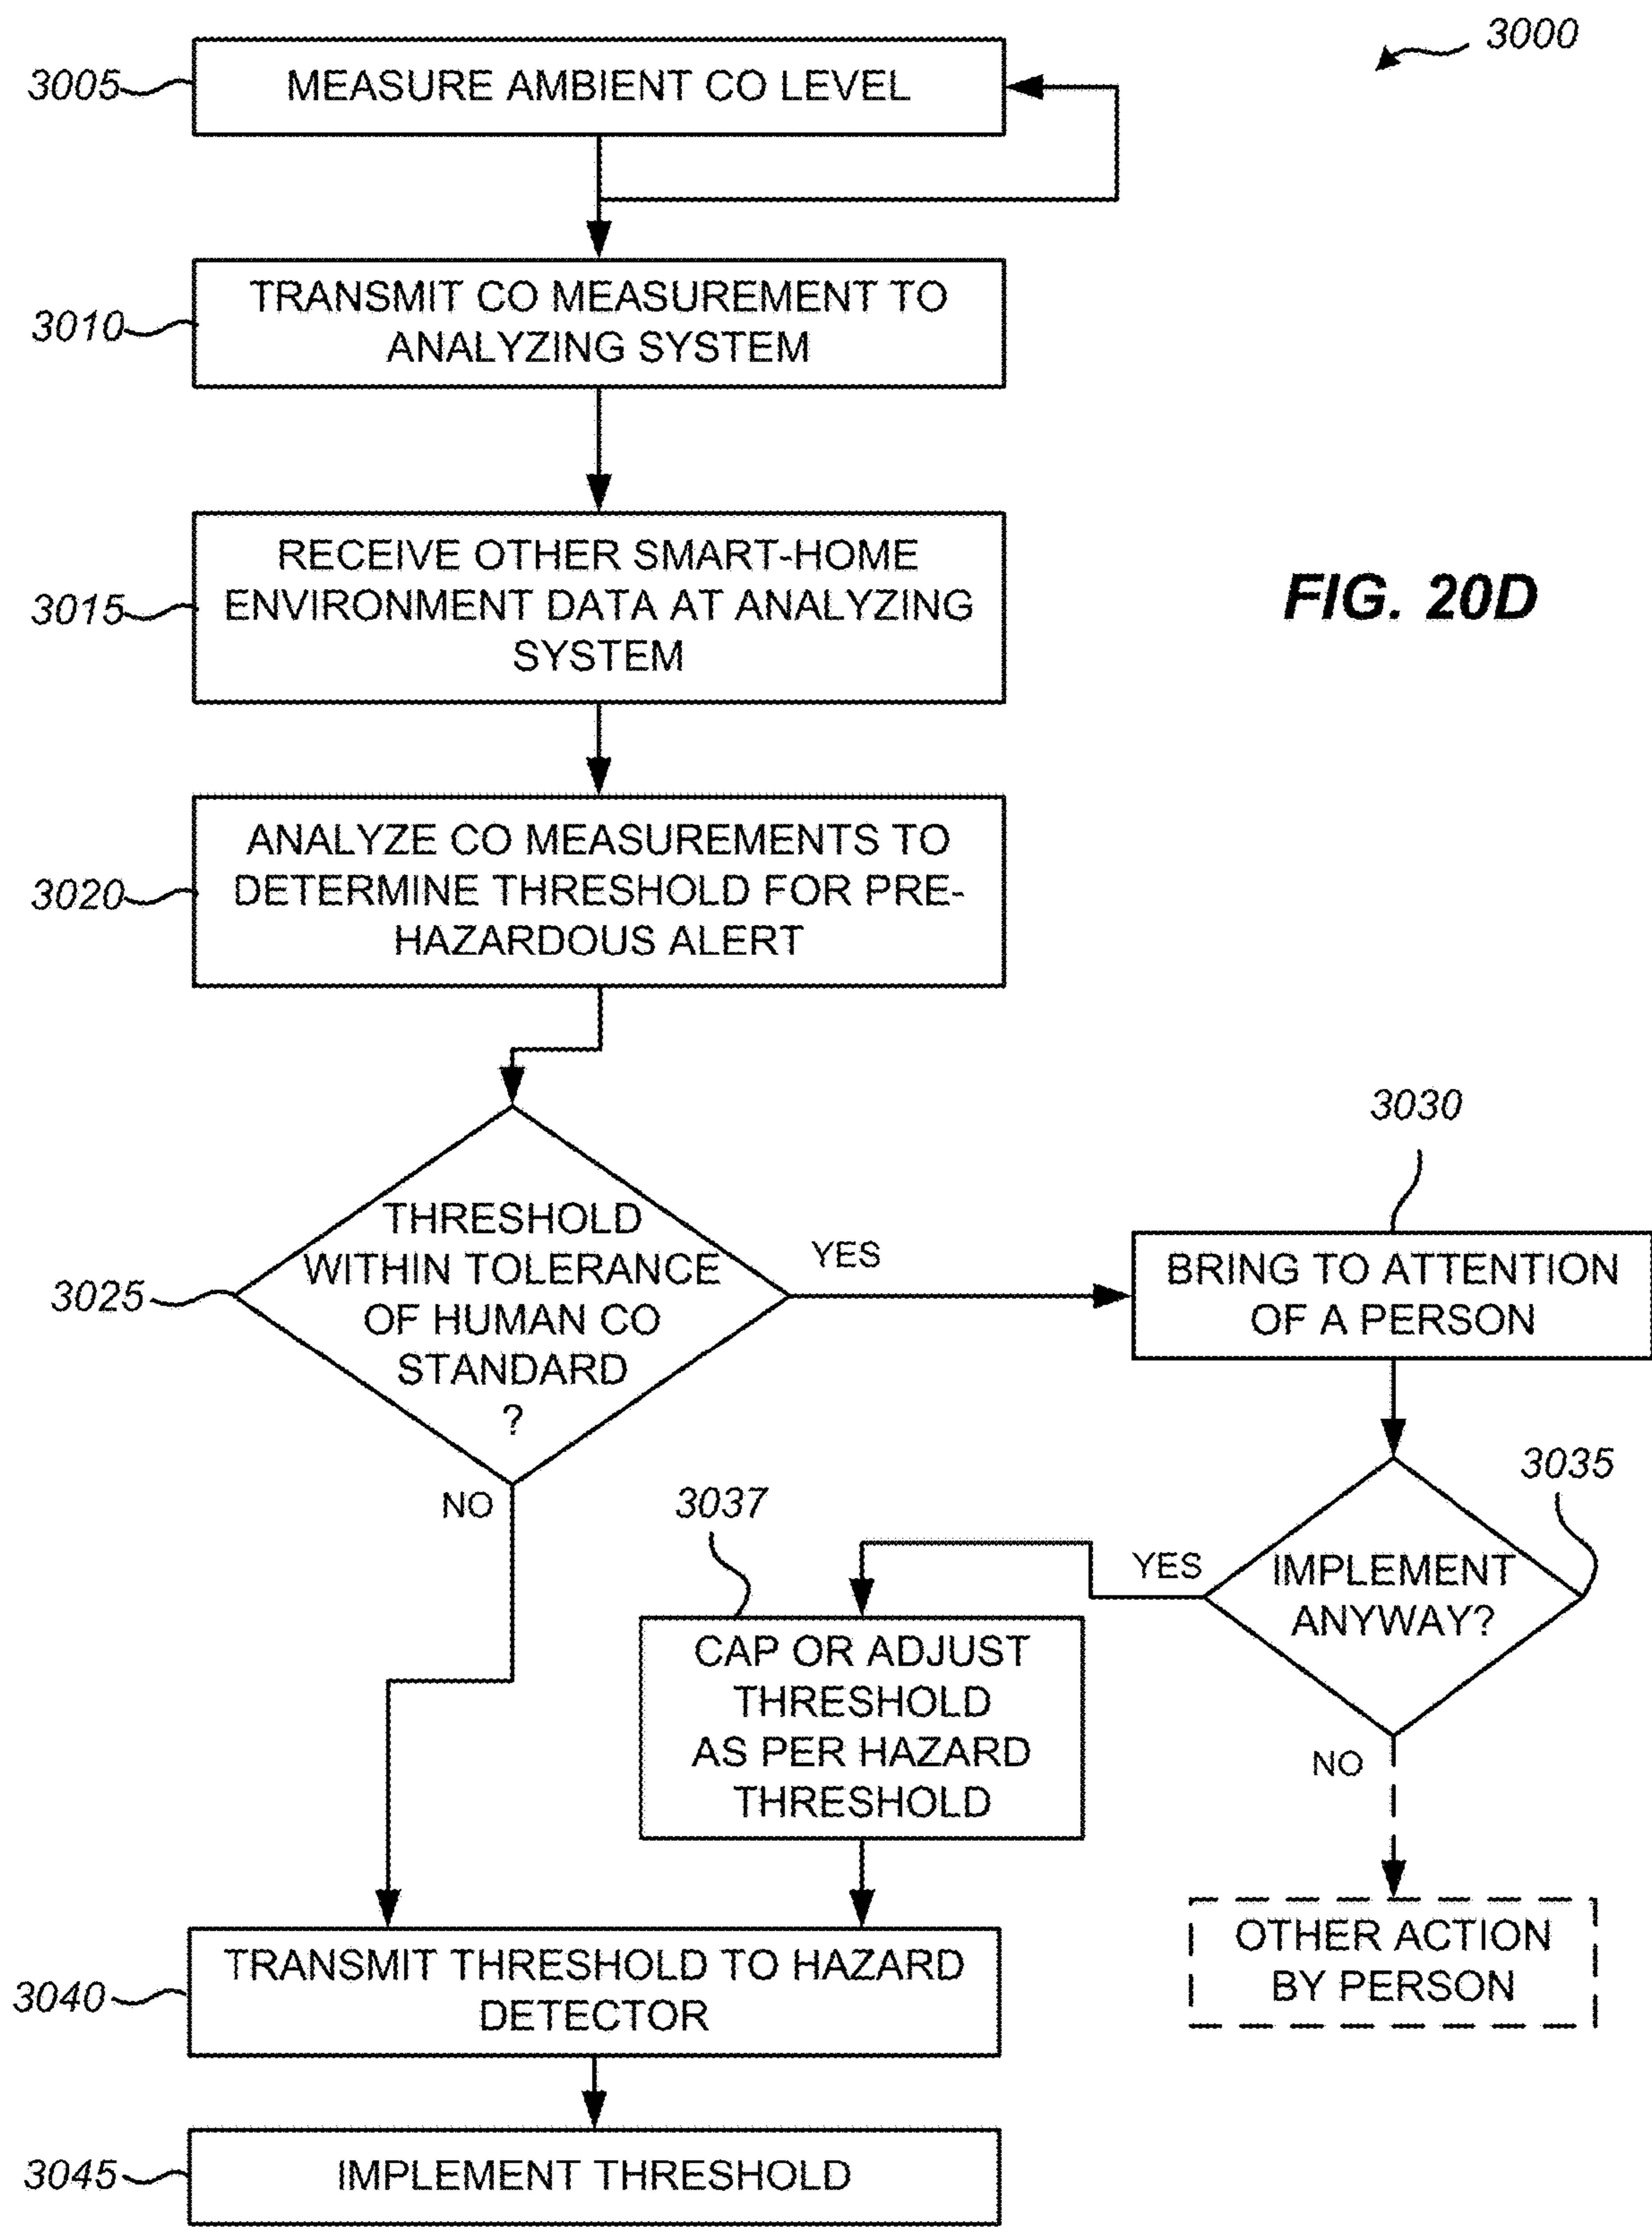 3000
3005
MEASURE AMBIENT CO LEVEL
3010
TRANSMIT CO MEASUREMENT TO
ANALYZING SYSTEM
3015
RECEIVE OTHER SMART-HOME
ENVIRONMENT DATA AT ANALYZING
SYSTEM
FIG. 20D
3020
ANALYZE CO MEASUREMENTS TO
DETERMINE THRESHOLD FOR PRE-
HAZARDOUS ALERT
3025
THRESHOLD
WITHIN TOLERANCE
OF HUMAN CO
STANDARD
?
YES
NO
3030
BRING TO ATTENTION
OF A PERSON
3035
IMPLEMENT
ANYWAY?
YES
NO
3037
CAP OR ADJUST
THRESHOLD
AS PER HAZARD
THRESHOLD
OTHER ACTION
BY PERSON
3040
TRANSMIT THRESHOLD TO HAZARD
DETECTOR
3045
IMPLEMENT THRESHOLD